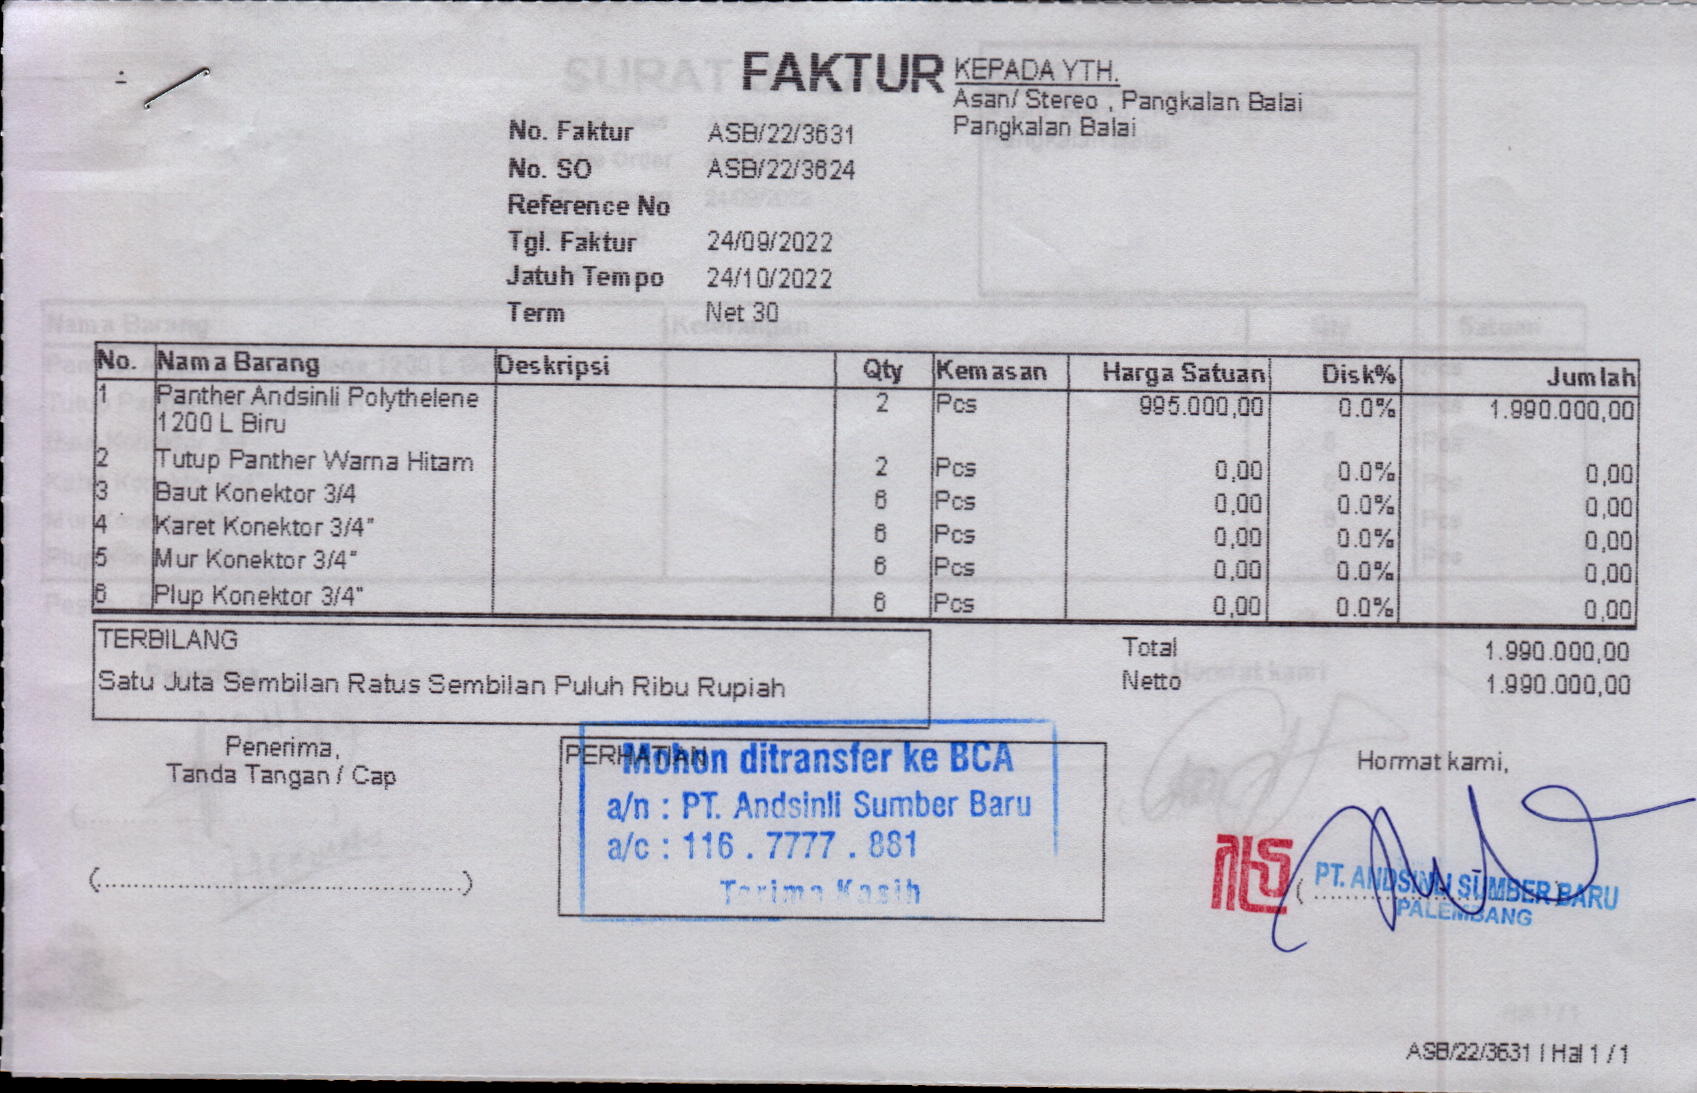 FAKTUR
KEPADA YTH.
Asan/ Stereo , Pangkalan Balai
Pangkalan Balai
No. Faktur ASB/22/3631
No. SO ASB/22/3624
Reference No
Tgl. Faktur 24/09/2022
Jatuh Tempo 24/10/2022
Term Net 30
No. Nama Barang Deskripsi Qty Kemasan Harga Satuan Disk% Jumlah
1 Panther Andsinli Polythelene 2 Pcs 995.000,00 0.0% 1.990.000,00
1200 L Biru
2 Tutup Panther Warna Hitam 2 Pcs 0,00 0.0% 0,00
3 Baut Konektor 3/4 6 Pcs 0,00 0.0% 0,00
4 Karet Konektor 3/4" 6 Pcs 0,00 0.0% 0,00
5 Mur Konektor 3/4" 6 Pcs 0,00 0.0% 0,00
6 Plup Konektor 3/4" 6 Pcs 0,00 0.0% 0,00
TERBILANG
Satu Juta Sembilan Ratus Sembilan Puluh Ribu Rupiah
Total 1.990.000,00
Netto 1.990.000,00
Penerima,
Tanda Tangan / Cap
(..........................................)
PERHATIAN
Mohon ditransfer ke BCA
a/n : PT. Andsinli Sumber Baru
a/c : 116 . 7777 . 881
Terima Kasih
Hormat kami,
PT. ANDSINLI SUMBER BARU
PALEMBANG
ASB/22/3631 | Hal 1 / 1